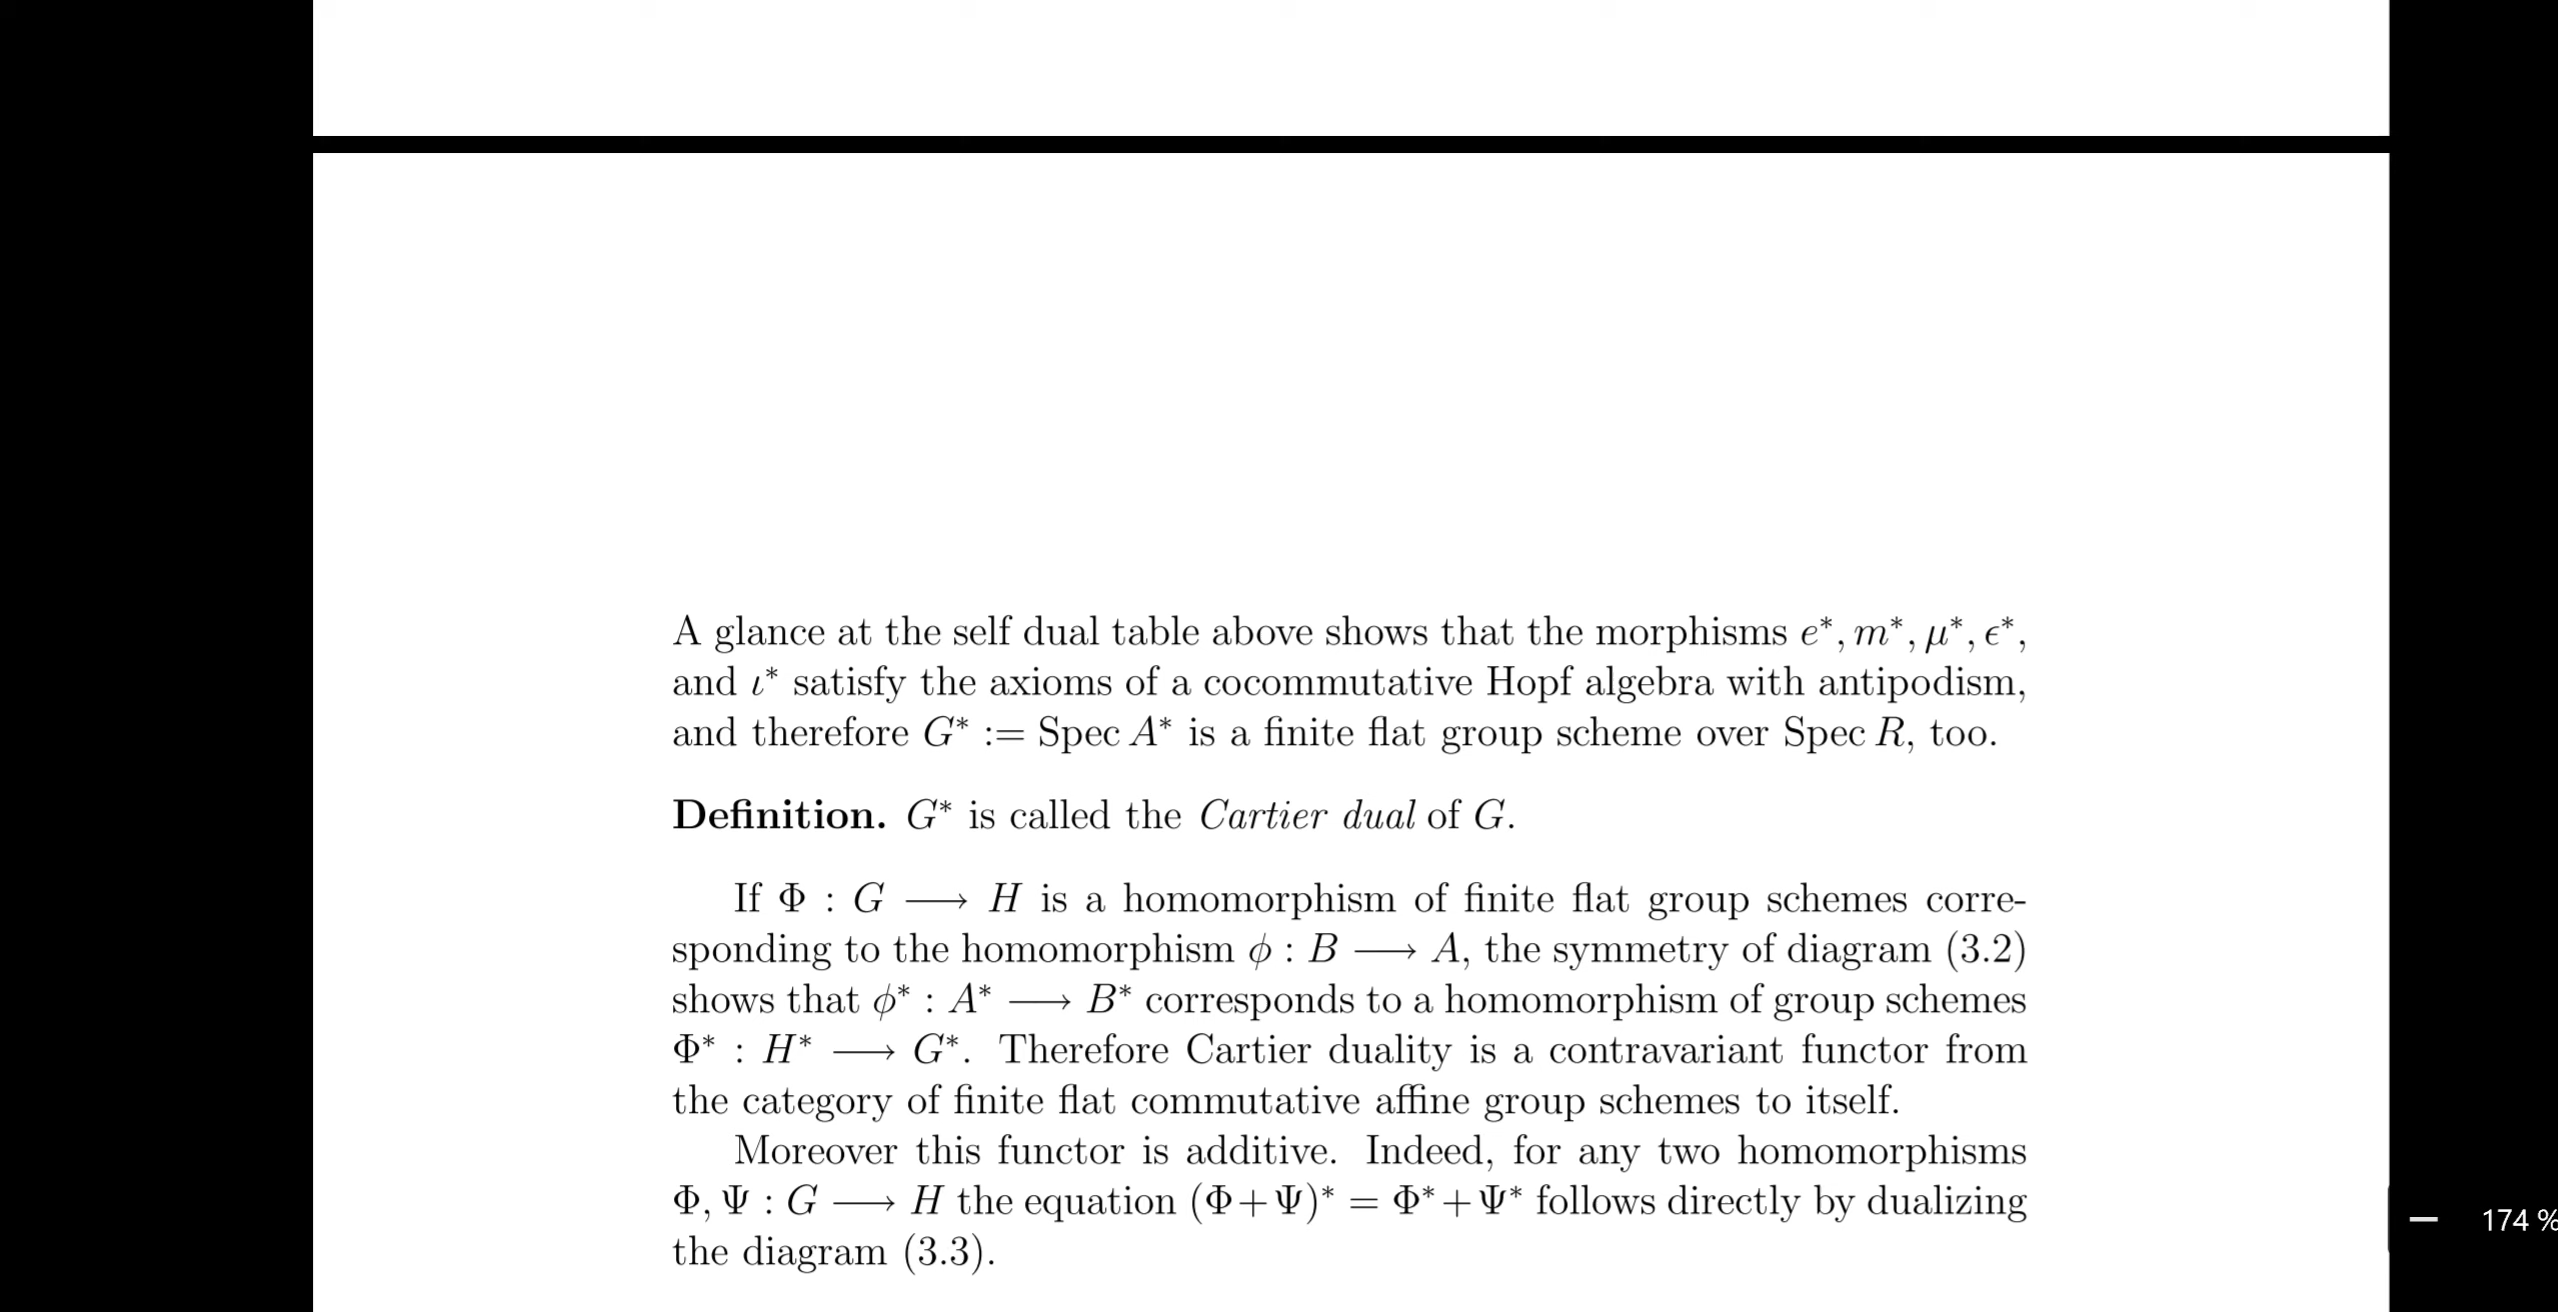 A glance at the self dual table above shows that the morphisms e*, m*, μ*, ϵ*,
and ι* satisfy the axioms of a cocommutative Hopf algebra with antipodism,
and therefore G* := Spec A* is a finite flat group scheme over Spec R, too.
Definition. G* is called the Cartier dual of G.
If Φ : G ⟶ H is a homomorphism of finite flat group schemes corre-
sponding to the homomorphism ϕ : B ⟶ A, the symmetry of diagram (3.2)
shows that ϕ* : A* ⟶ B* corresponds to a homomorphism of group schemes
Φ* : H* ⟶ G*. Therefore Cartier duality is a contravariant functor from
the category of finite flat commutative affine group schemes to itself.
Moreover this functor is additive. Indeed, for any two homomorphisms
Φ, Ψ : G ⟶ H the equation (Φ+Ψ)* = Φ*+Ψ* follows directly by dualizing
the diagram (3.3).
— 174 %